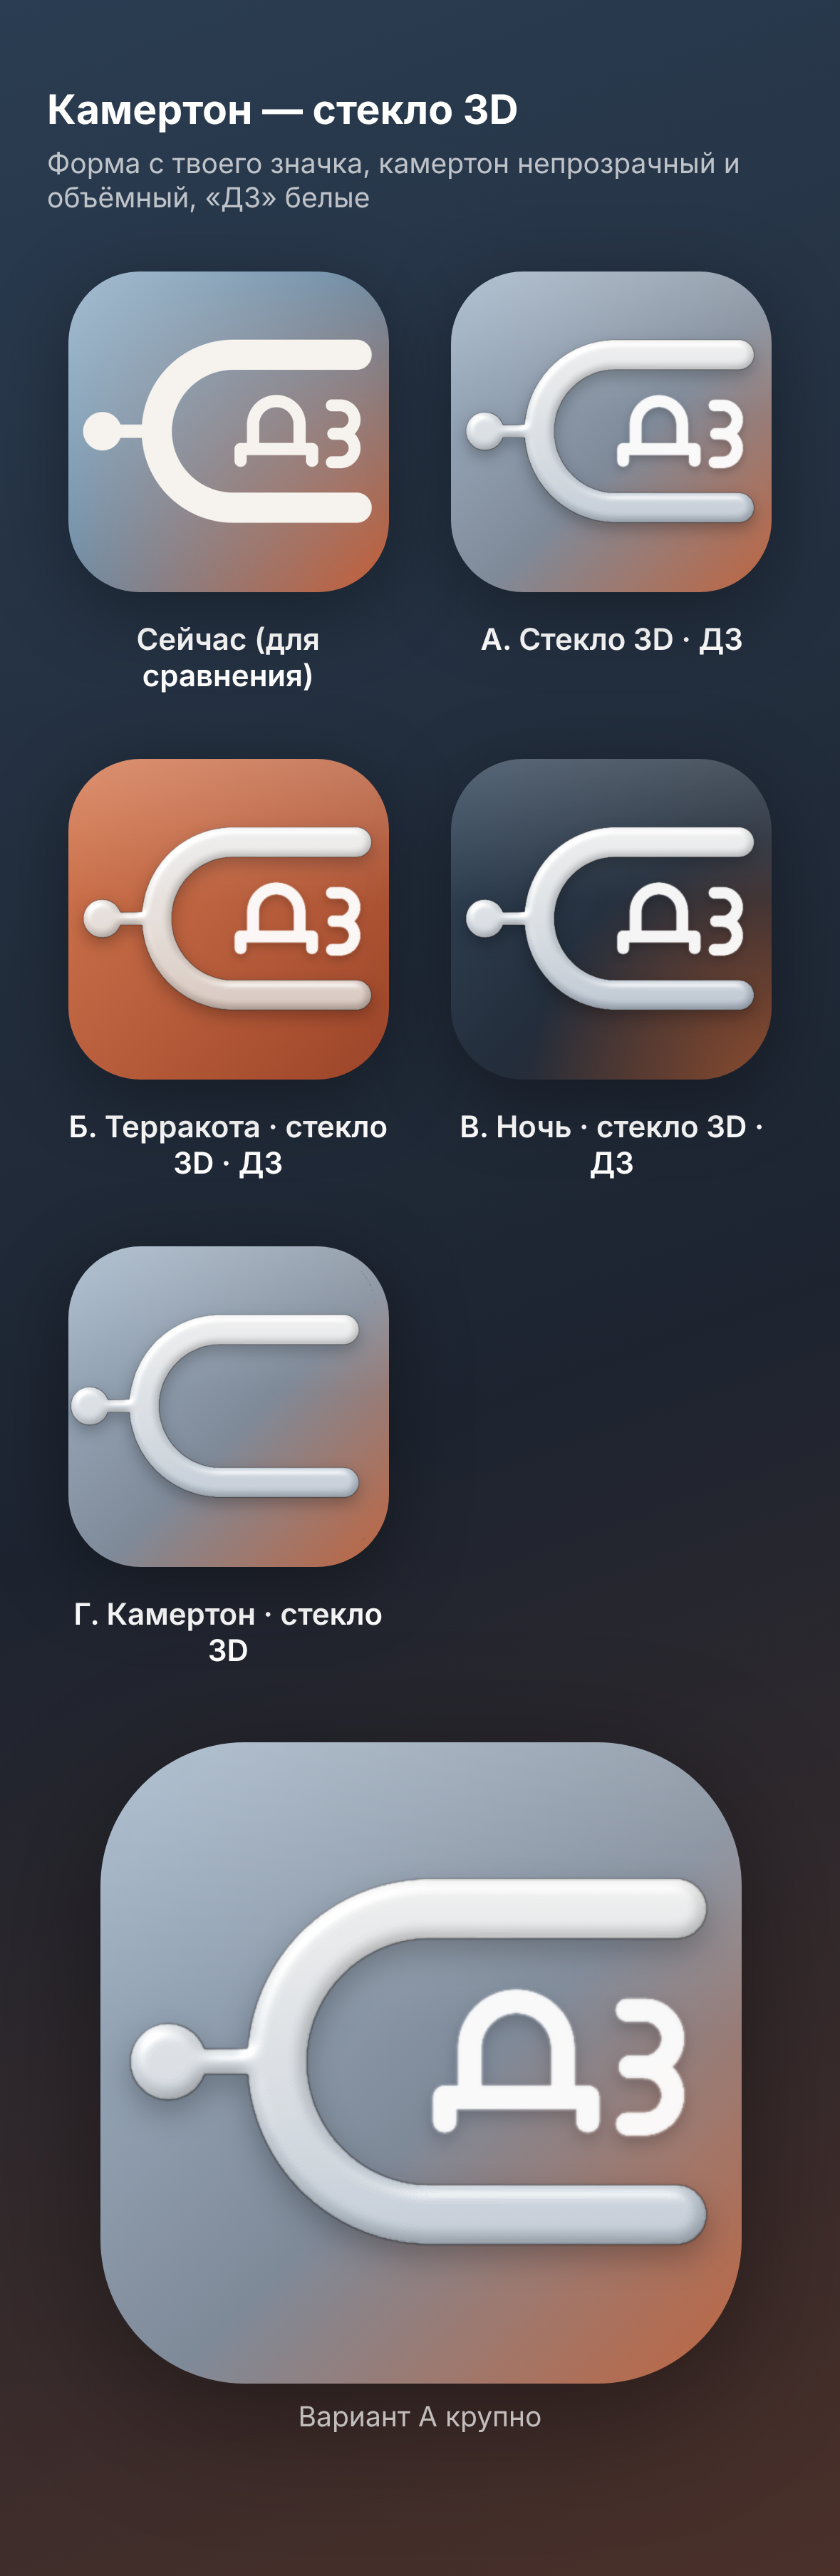 Камертон — стекло 3D
Форма с твоего значка, камертон непрозрачный и
объёмный, «ДЗ» белые
ДЗ
ДЗ
Сейчас (для
сравнения)
А. Стекло 3D · ДЗ
ДЗ
ДЗ
Б. Терракота · стекло
3D · ДЗ
В. Ночь · стекло 3D ·
ДЗ
Г. Камертон · стекло
3D
ДЗ
Вариант А крупно